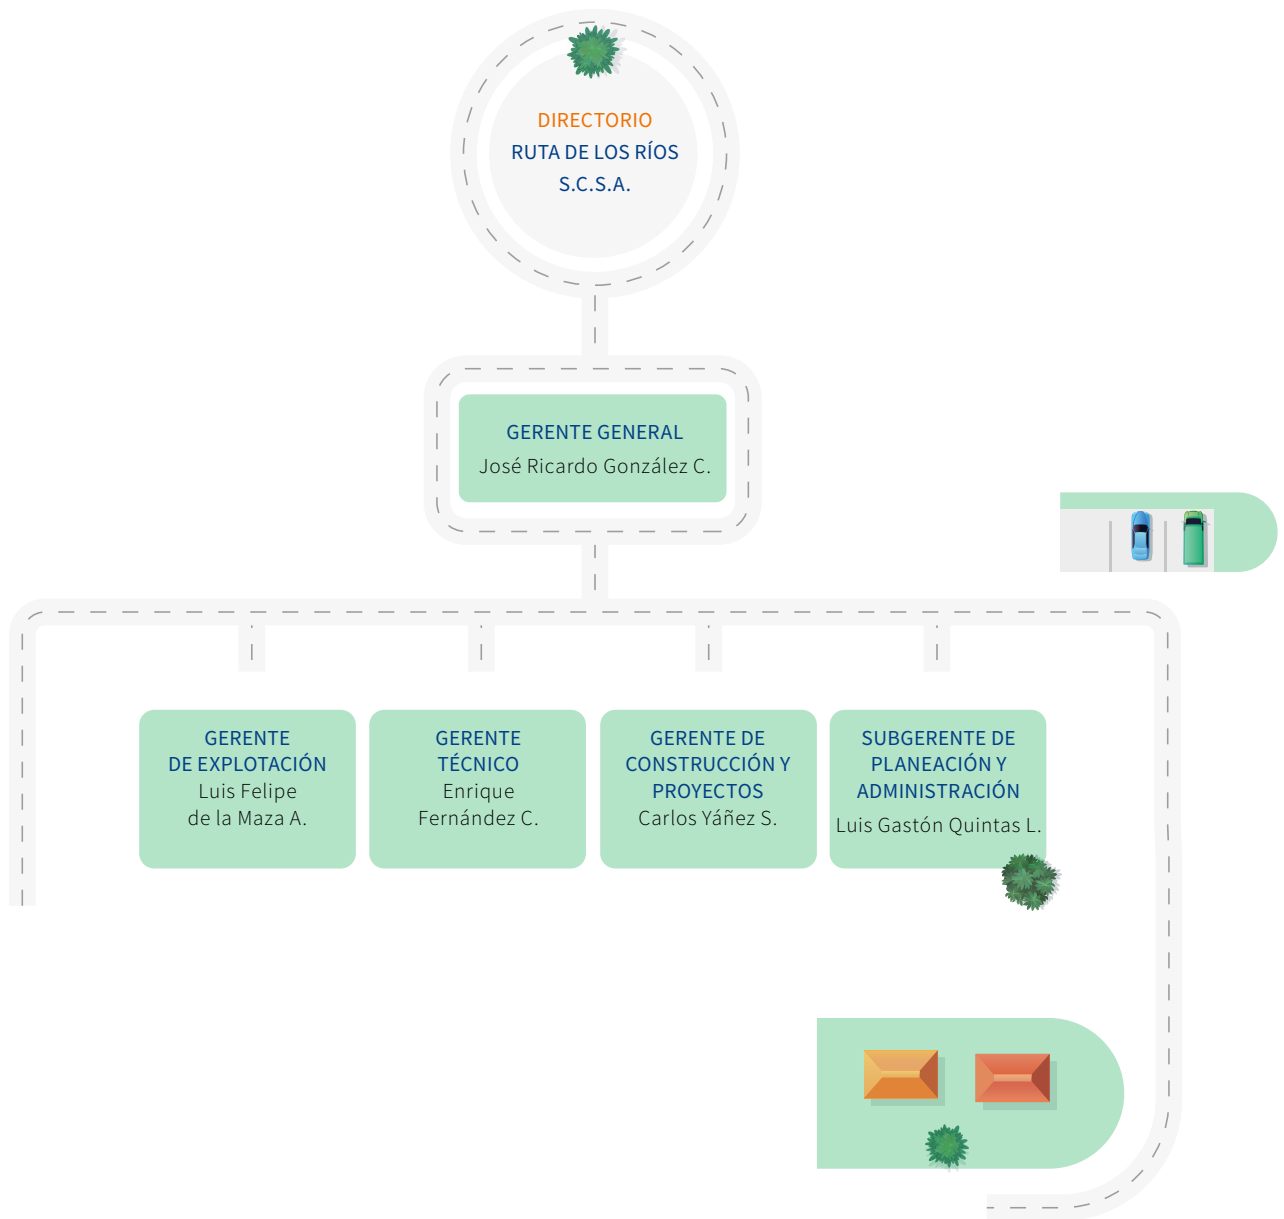 DIRECTORIO
RUTA DE LOS RÍOS
S.C.S.A.
GERENTE GENERAL
José Ricardo González C.
GERENTE
DE EXPLOTACIÓN
Luis Felipe
de la Maza A.
GERENTE
TÉCNICO
Enrique
Fernández C.
GERENTE DE
CONSTRUCCIÓN Y
PROYECTOS
Carlos Yáñez S.
SUBGERENTE DE
PLANEACIÓN Y
ADMINISTRACIÓN
Luis Gastón Quintas L.